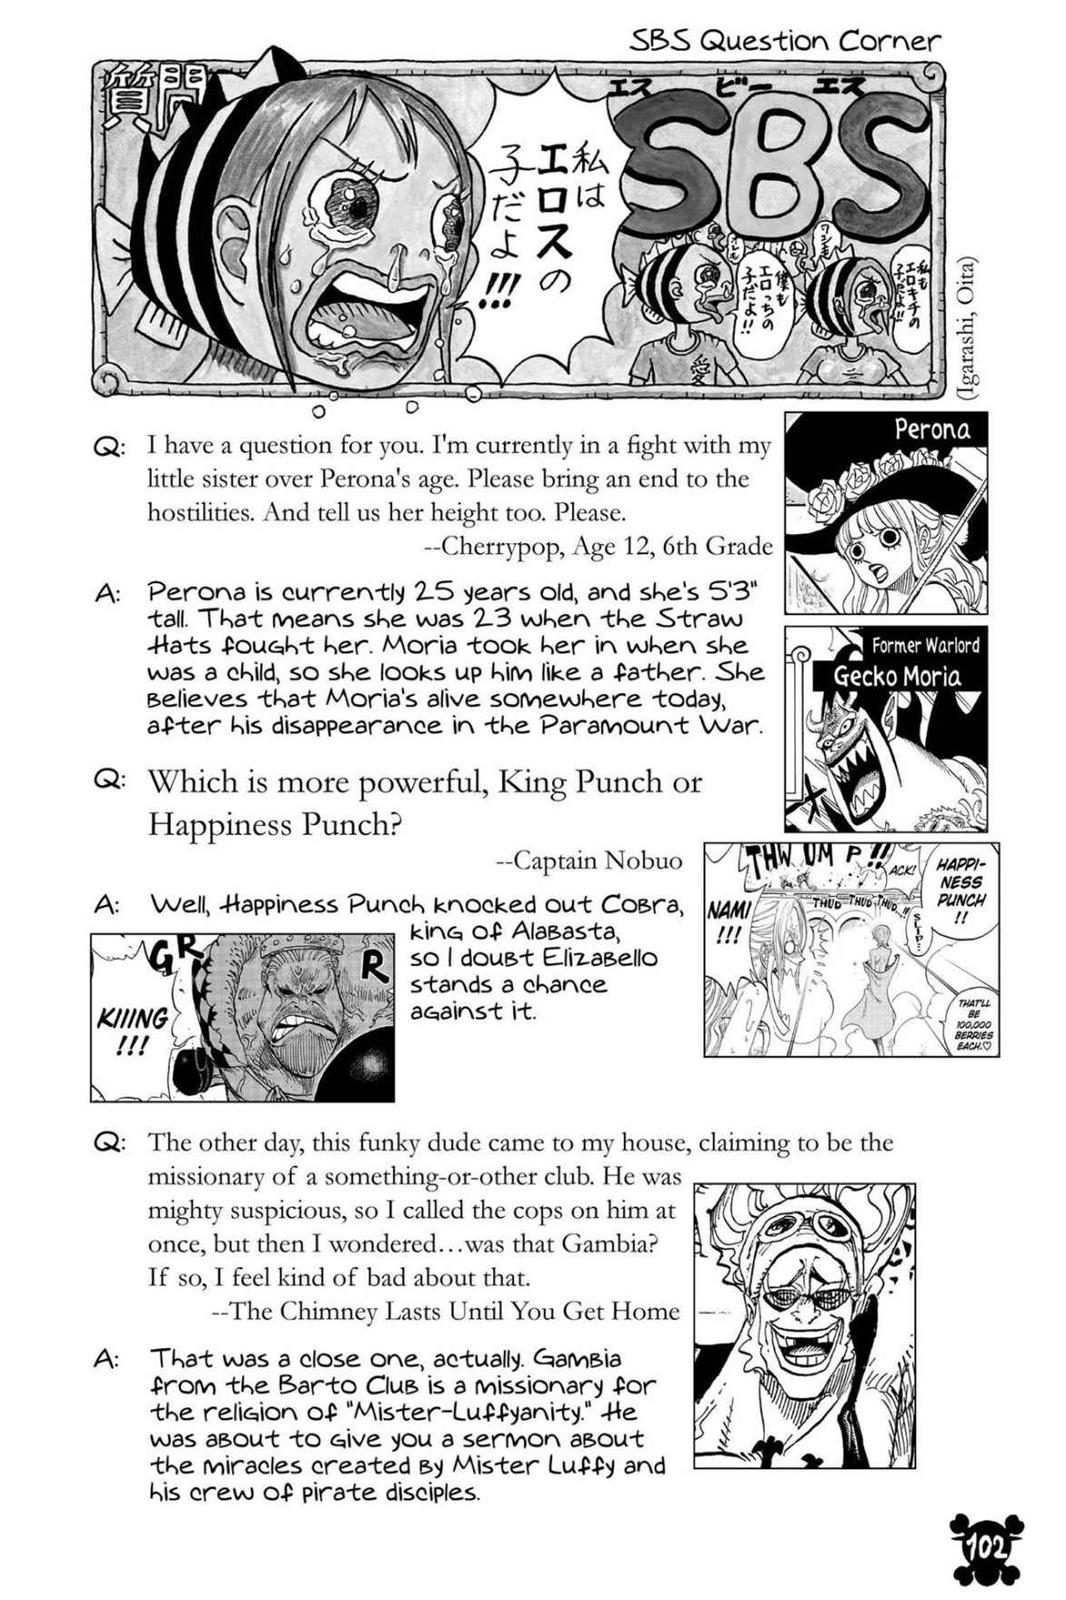 SBS Question Corner
質問
私は
エロスの
子だよ!!!
エス ビー エス
SBS
僕も
エロっちの
子だよ!!
私も
エロキチの
子だよ!!
(Igarashi, Oita)
Q: I have a question for you. I'm currently in a fight with my
little sister over Perona's age. Please bring an end to the
hostilities. And tell us her height too. Please.
--Cherrypop, Age 12, 6th Grade
Perona
A: Perona is currently 25 years old, and she's 5'3"
tall. That means she was 23 when the Straw
Hats fought her. Moria took her in when she
was a child, so she looks up him like a father. She
believes that Moria's alive somewhere today,
after his disappearance in the Paramount War.
Former Warlord
Gecko Moria
Q: Which is more powerful, King Punch or
Happiness Punch?
--Captain Nobuo
A: Well, Happiness Punch knocked out Cobra,
king of Alabasta,
so I doubt Elizabello
stands a chance
against it.
GR
R
KIIING
!!!
THWUMP!!
ACK!
HAPPI-
NESS
PUNCH
!!
NAMI
!!!
THUD THUD THUD...!!
SLIP...
THAT'LL
BE
100,000
BERRIES
EACH.♡
Q: The other day, this funky dude came to my house, claiming to be the
missionary of a something-or-other club. He was
mighty suspicious, so I called the cops on him at
once, but then I wondered...was that Gambia?
If so, I feel kind of bad about that.
--The Chimney Lasts Until You Get Home
A: That was a close one, actually. Gambia
from the Barto Club is a missionary for
the religion of "Mister-Luffyanity." He
was about to give you a sermon about
the miracles created by Mister Luffy and
his crew of pirate disciples.
102